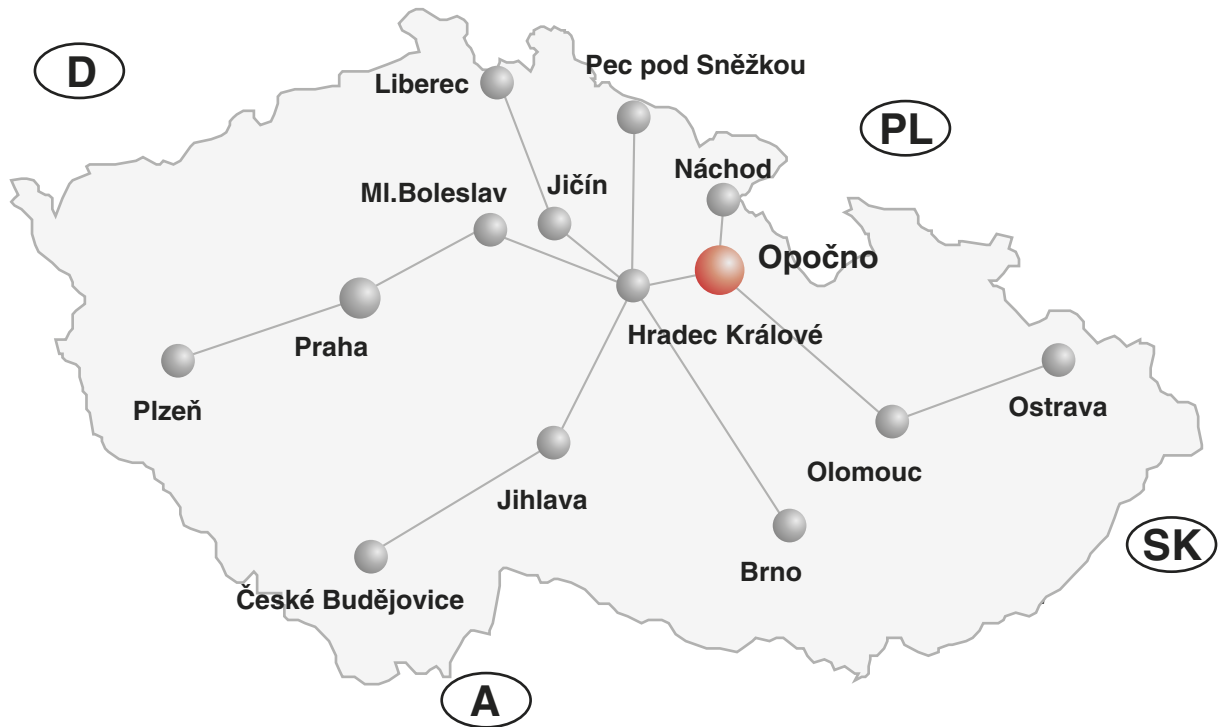 D
Pec pod Sněžkou
Liberec
PL
Náchod
Jičín
Ml.Boleslav
Opočno
Hradec Králové
Praha
Plzeň
Ostrava
Olomouc
Jihlava
SK
Brno
České Budějovice
A